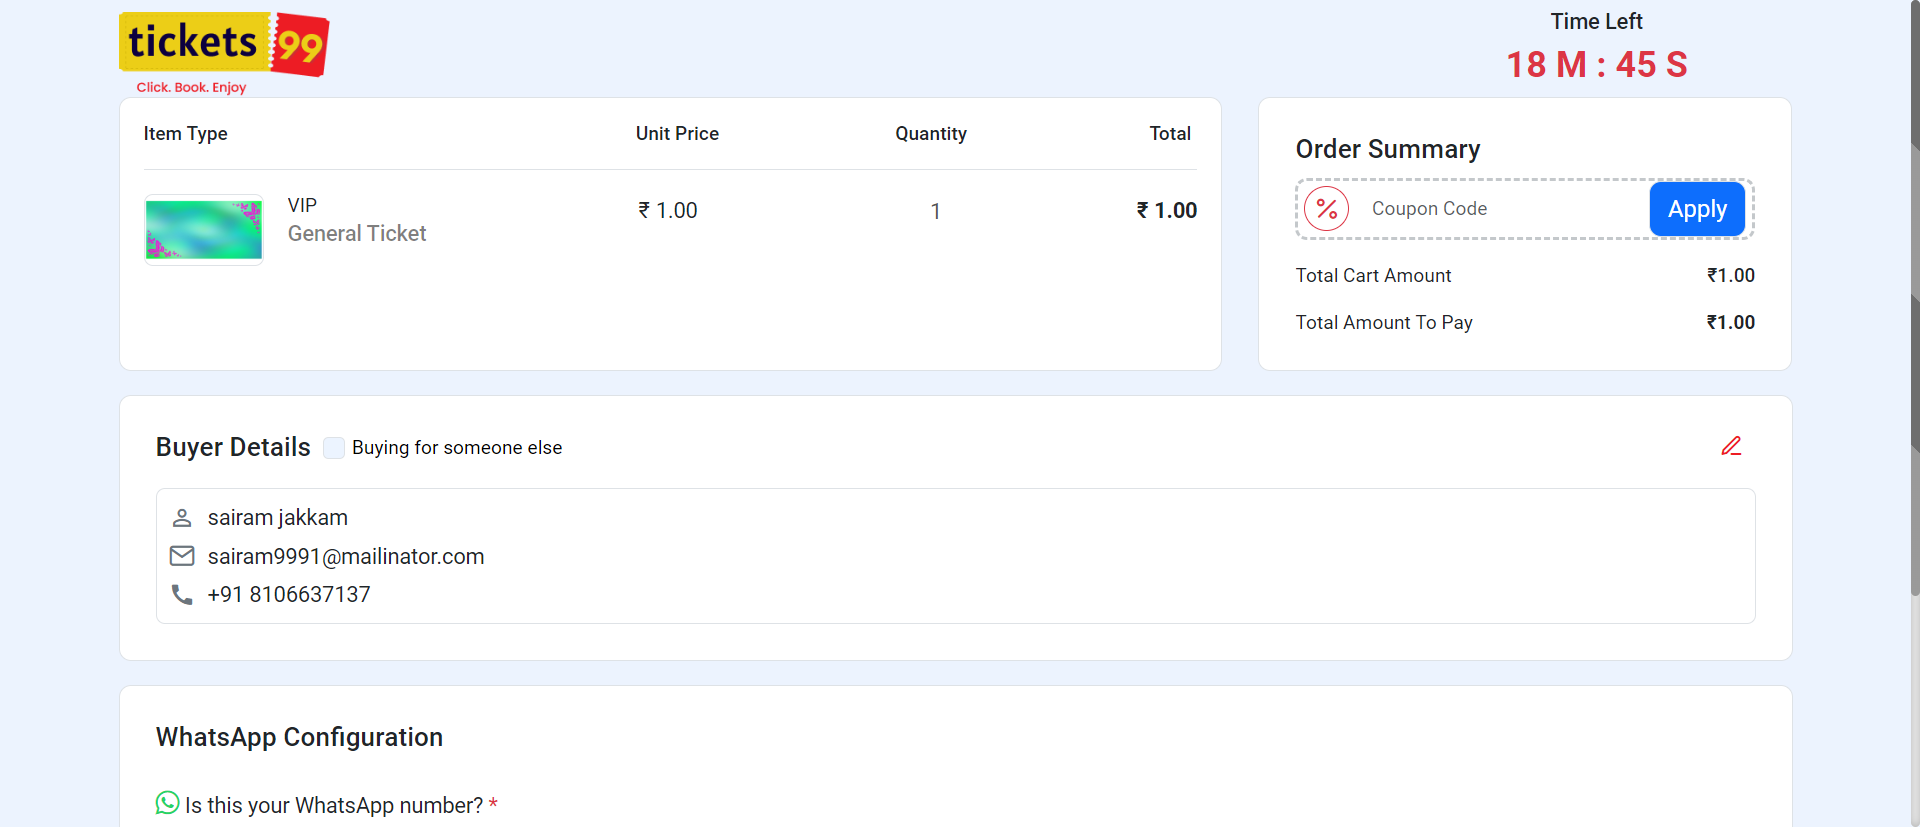 tickets 99
Click. Book. Enjoy
Time Left
18 M : 45 S
Item Type Unit Price Quantity Total
VIP
General Ticket
₹ 1.00 1 ₹ 1.00
Order Summary
% Coupon Code Apply
Total Cart Amount ₹1.00
Total Amount To Pay ₹1.00
Buyer Details Buying for someone else
sairam jakkam
sairam9991@mailinator.com
+91 8106637137
WhatsApp Configuration
Is this your WhatsApp number? *